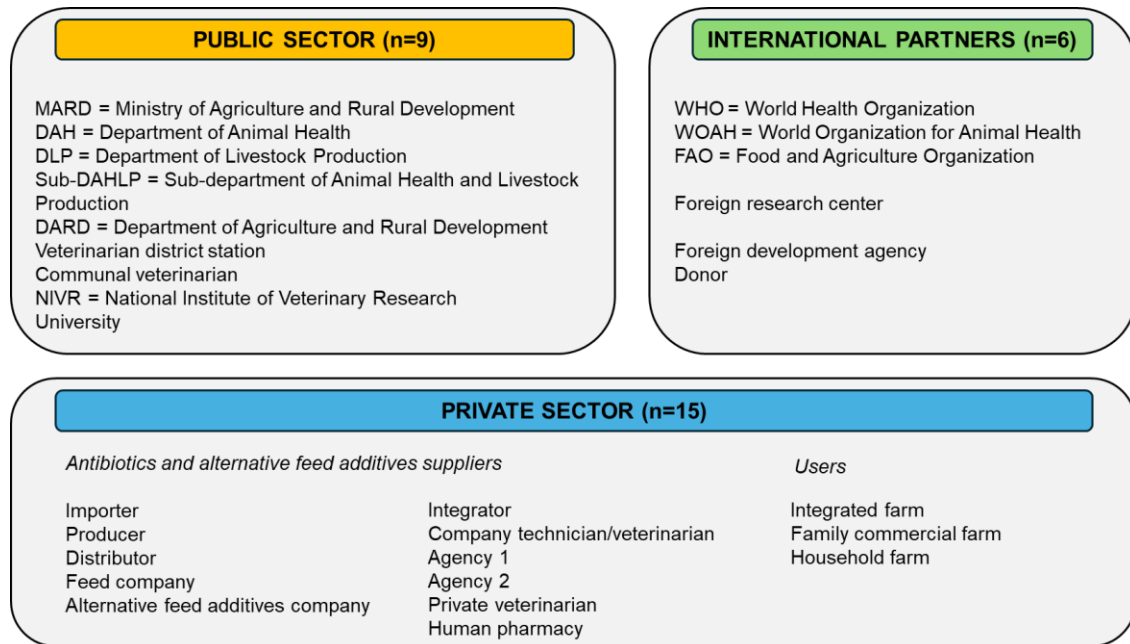 PUBLIC SECTOR (n=9)
MARD = Ministry of Agriculture and Rural Development
DAH = Department of Animal Health
DLP = Department of Livestock Production
Sub-DAHLP = Sub-department of Animal Health and Livestock
Production
DARD = Department of Agriculture and Rural Development
Veterinarian district station
Communal veterinarian
NIVR = National Institute of Veterinary Research
University
INTERNATIONAL PARTNERS (n=6)
WHO = World Health Organization
WOAH = World Organization for Animal Health
FAO = Food and Agriculture Organization
Foreign research center
Foreign development agency
Donor
PRIVATE SECTOR (n=15)
Antibiotics and alternative feed additives suppliers
Importer
Producer
Distributor
Feed company
Alternative feed additives company
Integrator
Company technician/veterinarian
Agency 1
Agency 2
Private veterinarian
Human pharmacy
Users
Integrated farm
Family commercial farm
Household farm